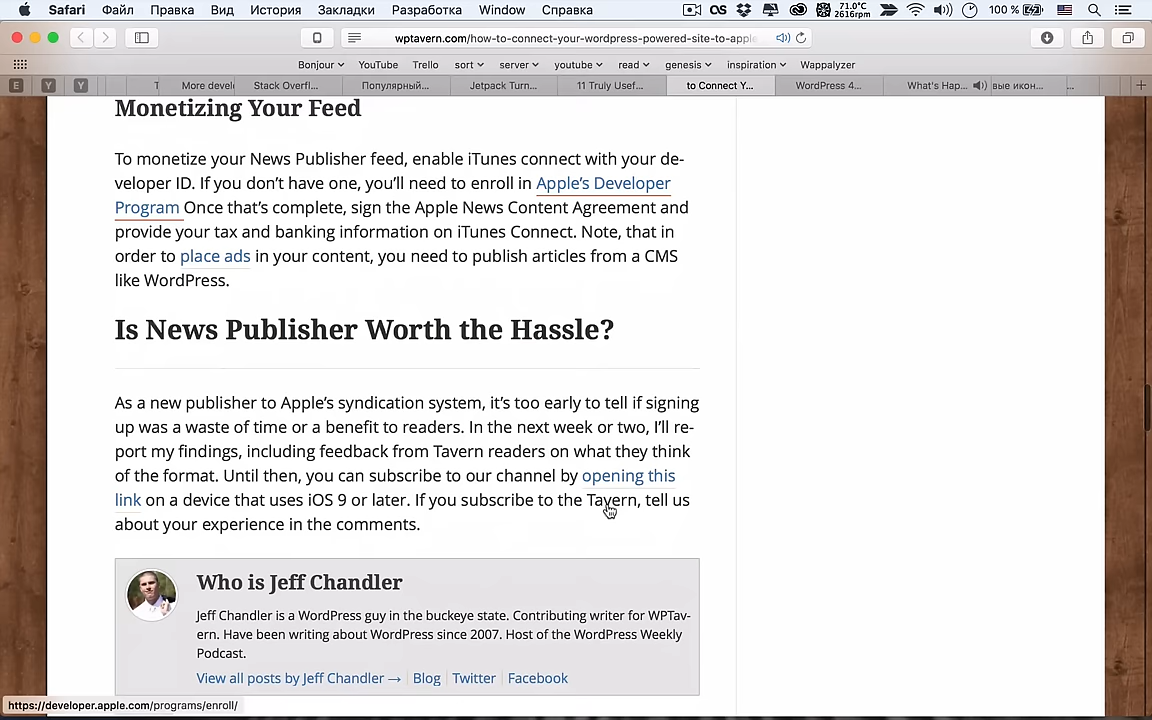 Safari Файл Правка Вид История Закладки Разработка Window Справка 71.0°C 2616rpm 100 %
wptavern.com/how-to-connect-your-wordpress-powered-site-to-apple
Bonjour YouTube Trello sort server youtube read genesis inspiration Wappalyzer
E Y Y T More devel Stack Overfl... Популярный... Jetpack Turn... 11 Truly Usef... to Connect Y... WordPress 4... What's Hap... вые икон... ...
Monetizing Your Feed
To monetize your News Publisher feed, enable iTunes connect with your de-
veloper ID. If you don't have one, you'll need to enroll in Apple's Developer
Program Once that's complete, sign the Apple News Content Agreement and
provide your tax and banking information on iTunes Connect. Note, that in
order to place ads in your content, you need to publish articles from a CMS
like WordPress.
Is News Publisher Worth the Hassle?
As a new publisher to Apple's syndication system, it's too early to tell if signing
up was a waste of time or a benefit to readers. In the next week or two, I'll re-
port my findings, including feedback from Tavern readers on what they think
of the format. Until then, you can subscribe to our channel by opening this
link on a device that uses iOS 9 or later. If you subscribe to the Tavern, tell us
about your experience in the comments.
Who is Jeff Chandler
Jeff Chandler is a WordPress guy in the buckeye state. Contributing writer for WPTav-
ern. Have been writing about WordPress since 2007. Host of the WordPress Weekly
Podcast.
View all posts by Jeff Chandler → Blog Twitter Facebook
https://developer.apple.com/programs/enroll/